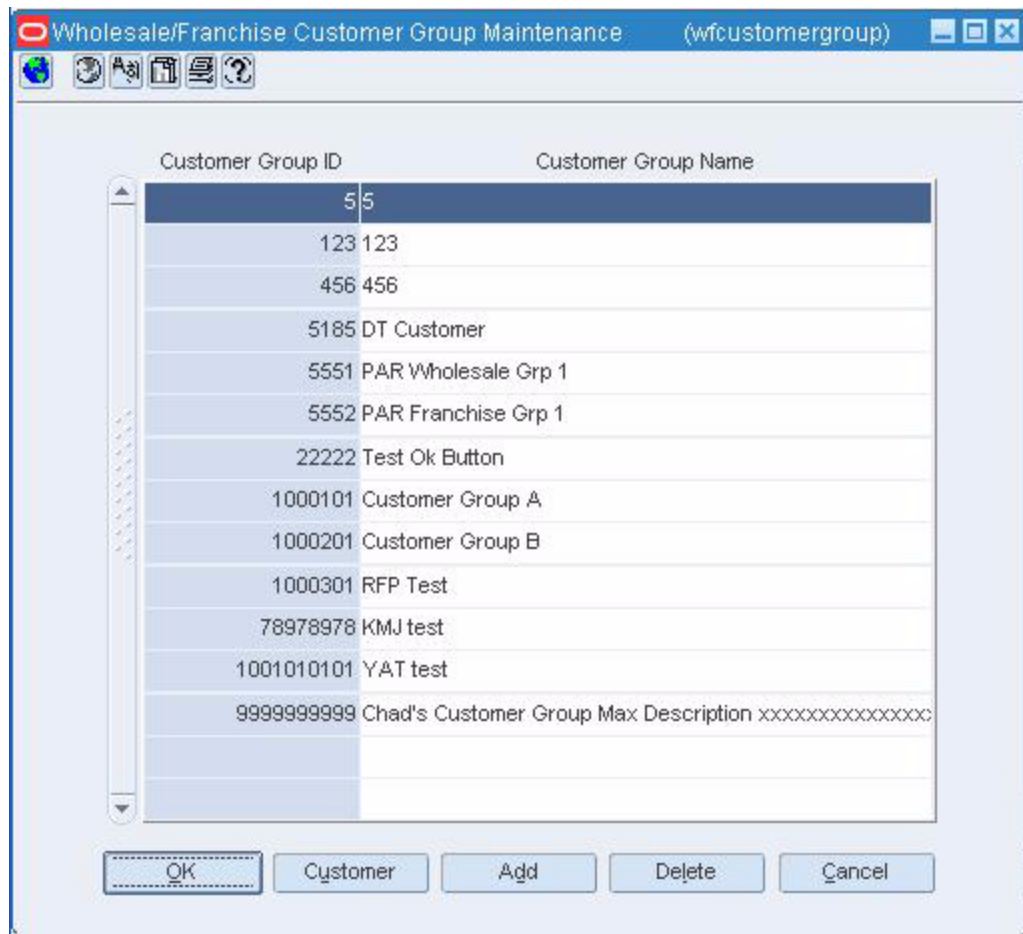 Wholesale/Franchise Customer Group Maintenance (wfcustomergroup)
Customer Group ID Customer Group Name
5 5
123 123
456 456
5185 DT Customer
5551 PAR Wholesale Grp 1
5552 PAR Franchise Grp 1
22222 Test Ok Button
1000101 Customer Group A
1000201 Customer Group B
1000301 RFP Test
78978978 KMJ test
1001010101 YAT test
9999999999 Chad's Customer Group Max Description xxxxxxxxxxxxxxx
OK Customer Add Delete Cancel